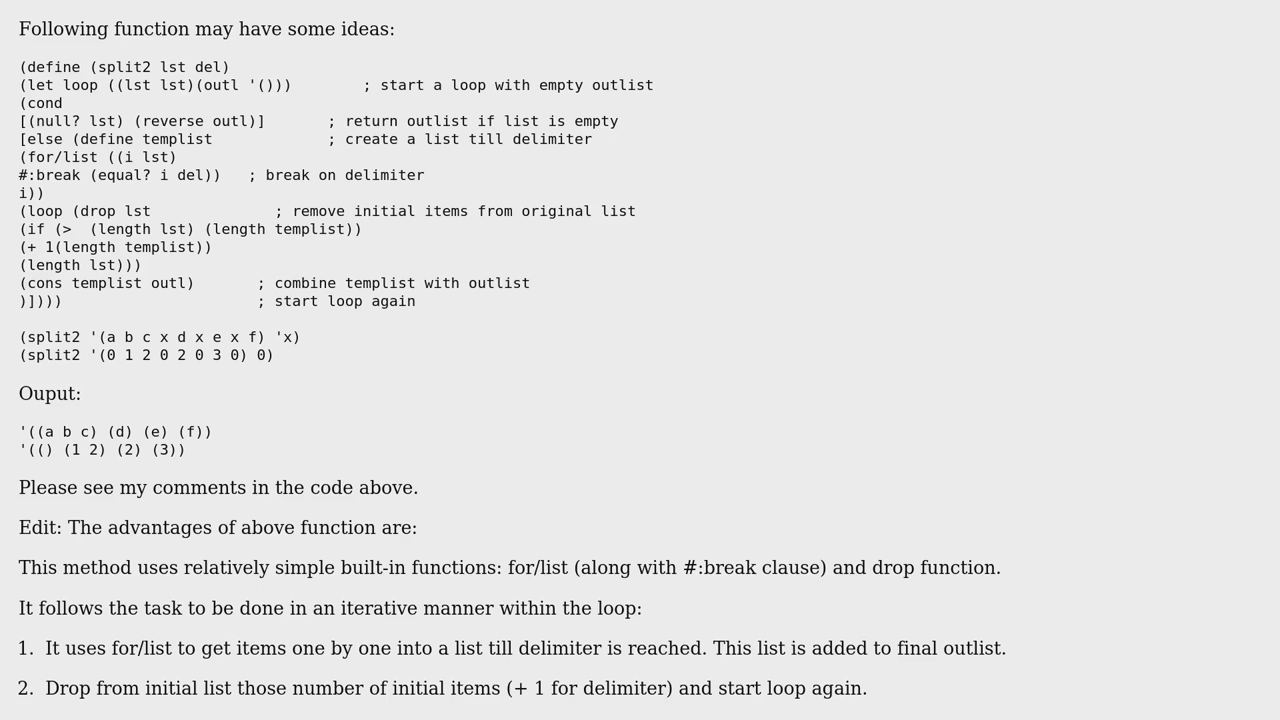 Following function may have some ideas:
(define (split2 lst del)
(let loop ((lst lst)(outl '()))        ; start a loop with empty outlist
(cond
[(null? lst) (reverse outl)]       ; return outlist if list is empty
[else (define templist             ; create a list till delimiter
(for/list ((i lst)
#:break (equal? i del))   ; break on delimiter
i))
(loop (drop lst              ; remove initial items from original list
(if (>  (length lst) (length templist))
(+ 1(length templist))
(length lst)))
(cons templist outl)       ; combine templist with outlist
)])))                      ; start loop again
(split2 '(a b c x d x e x f) 'x)
(split2 '(0 1 2 0 2 0 3 0) 0)
Ouput:
'((a b c) (d) (e) (f))
'(() (1 2) (2) (3))
Please see my comments in the code above.
Edit: The advantages of above function are:
This method uses relatively simple built-in functions: for/list (along with #:break clause) and drop function.
It follows the task to be done in an iterative manner within the loop:
1. It uses for/list to get items one by one into a list till delimiter is reached. This list is added to final outlist.
2. Drop from initial list those number of initial items (+ 1 for delimiter) and start loop again.